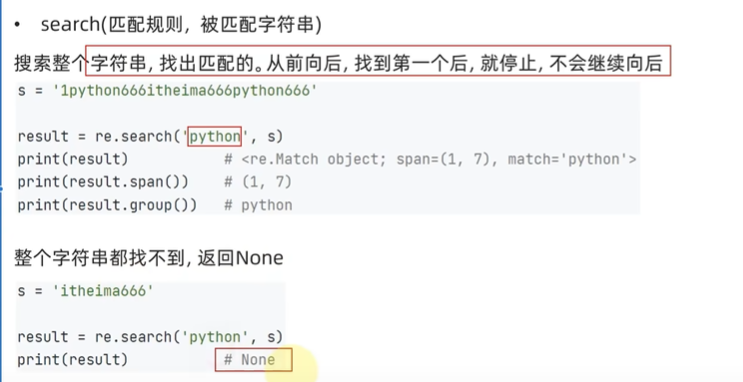 • search(匹配规则, 被匹配字符串)
搜索整个字符串, 找出匹配的。从前向后, 找到第一个后, 就停止, 不会继续向后
s = '1python666itheima666python666'
result = re.search('python', s)
print(result) # <re.Match object; span=(1, 7), match='python'>
print(result.span()) # (1, 7)
print(result.group()) # python
整个字符串都找不到, 返回None
s = 'itheima666'
result = re.search('python', s)
print(result) # None